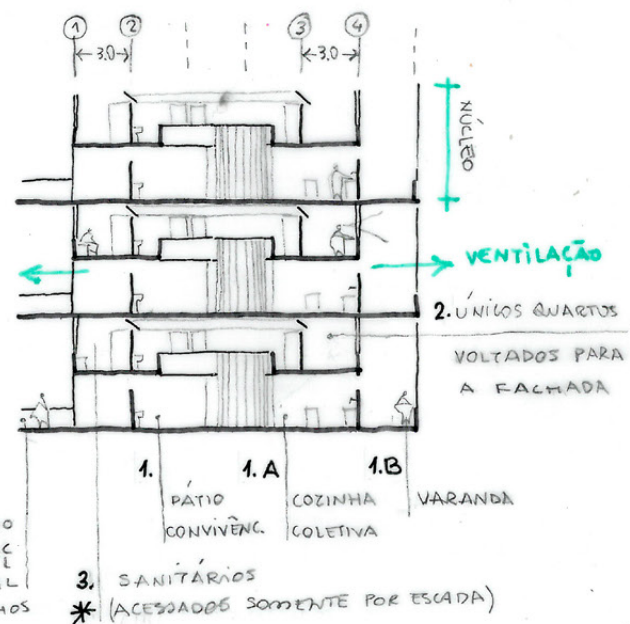 1 2 3 4
3.0 3.0
NÚCLEO
VENTILAÇÃO
2. ÚNICOS QUARTOS
VOLTADOS PARA
A FACHADA
1. 1.A 1.B
PÁTIO COZINHA VARANDA
CONVIVÊNC. COLETIVA
3. SANITÁRIOS
* (ACESSADOS SOMENTE POR ESCADA)